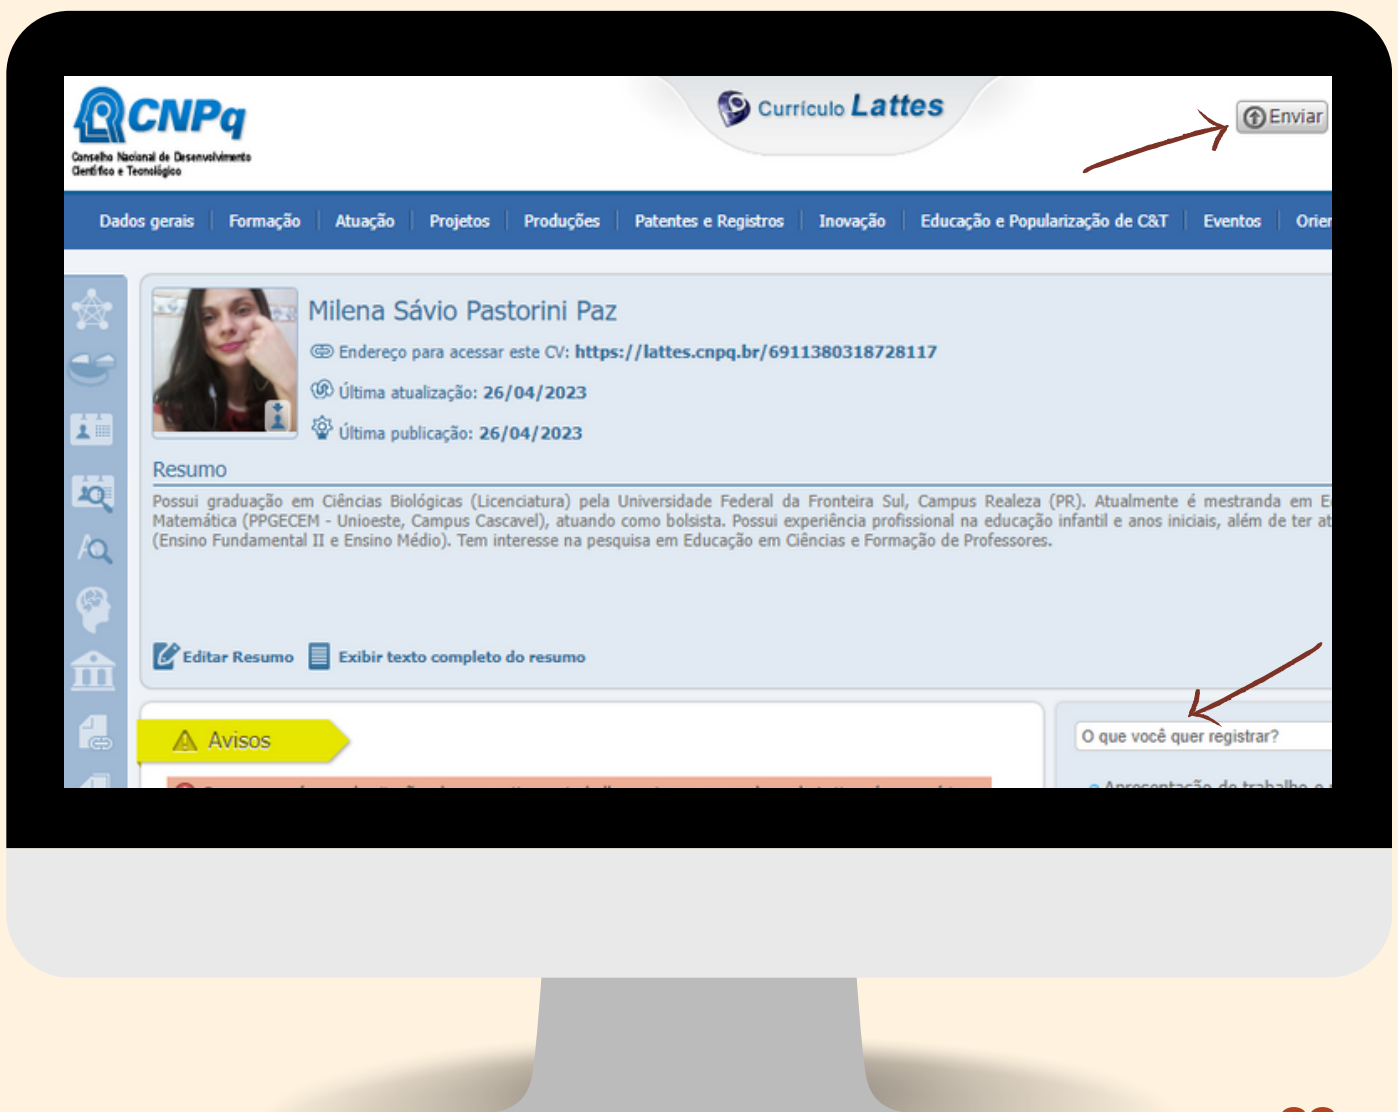 CNPq
Conselho Nacional de Desenvolvimento
Científico e Tecnológico
Currículo Lattes
Enviar
Dados gerais
Formação
Atuação
Projetos
Produções
Patentes e Registros
Inovação
Educação e Popularização de C&T
Eventos
Milena Sávio Pastorini Paz
Endereço para acessar este CV: https://lattes.cnpq.br/6911380318728117
Última atualização: 26/04/2023
Última publicação: 26/04/2023
Resumo
Possui graduação em Ciências Biológicas (Licenciatura) pela Universidade Federal da Fronteira Sul, Campus Realeza (PR). Atualmente é mestranda em E
Matemática (PPGECEM - Unioeste, Campus Cascavel), atuando como bolsista. Possui experiência profissional na educação infantil e anos iniciais, além de ter at
(Ensino Fundamental II e Ensino Médio). Tem interesse na pesquisa em Educação em Ciências e Formação de Professores.
Editar Resumo
Exibir texto completo do resumo
Avisos
O que você quer registrar?
Apresentação de trabalho e